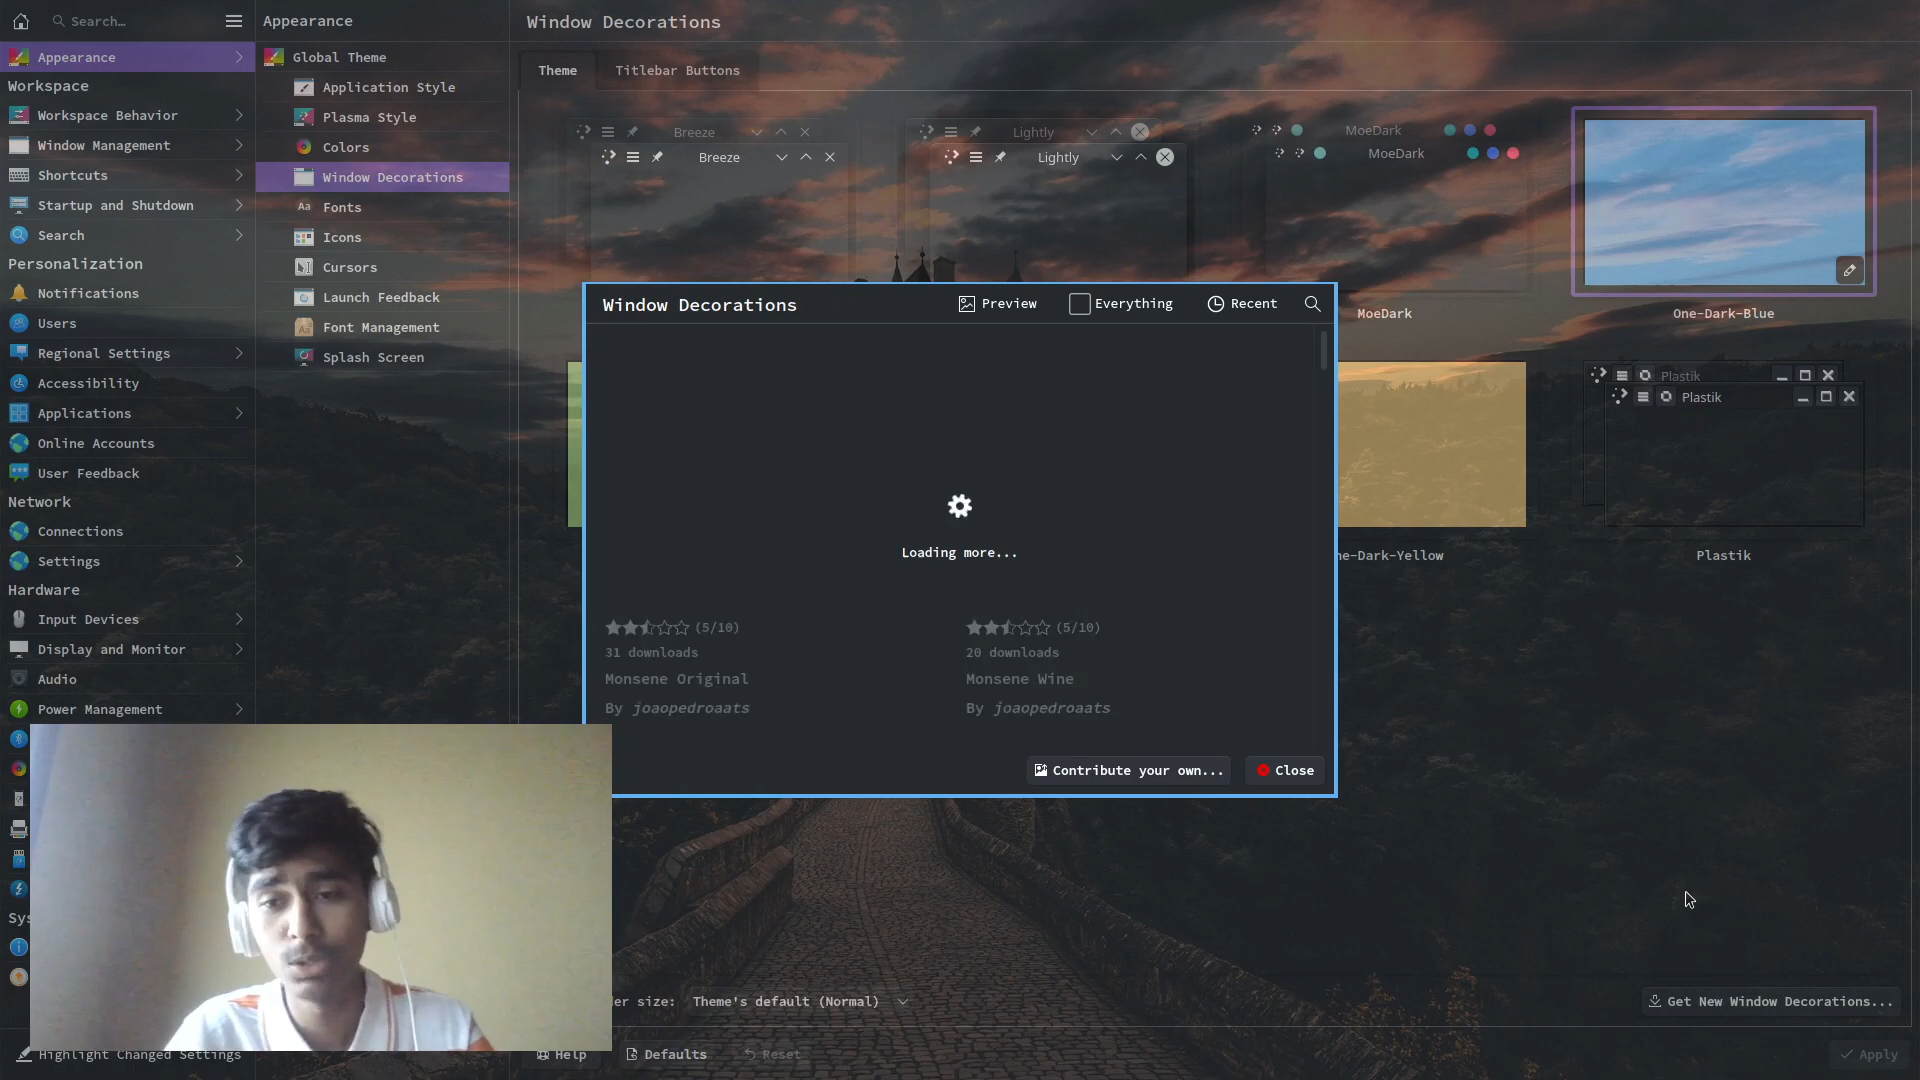 Search...
Appearance
Workspace
Workspace Behavior
Window Management
Shortcuts
Startup and Shutdown
Search
Personalization
Notifications
Users
Regional Settings
Accessibility
Applications
Online Accounts
User Feedback
Network
Connections
Settings
Hardware
Input Devices
Display and Monitor
Audio
Power Management
Sys
Highlight Changed Settings
Appearance
Global Theme
Application Style
Plasma Style
Colors
Window Decorations
Fonts
Icons
Cursors
Launch Feedback
Font Management
Splash Screen
Window Decorations
Theme
Titlebar Buttons
Breeze
Breeze
Lightly
Lightly
MoeDark
MoeDark
MoeDark
One-Dark-Blue
ne-Dark-Yellow
Plastik
Plastik
Plastik
Window Decorations
Preview
Everything
Recent
Loading more...
(5/10)
31 downloads
Monsene Original
By joaopedroaats
(5/10)
20 downloads
Monsene Wine
By joaopedroaats
Contribute your own...
Close
er size: Theme's default (Normal)
Get New Window Decorations...
Help
Defaults
Reset
Apply